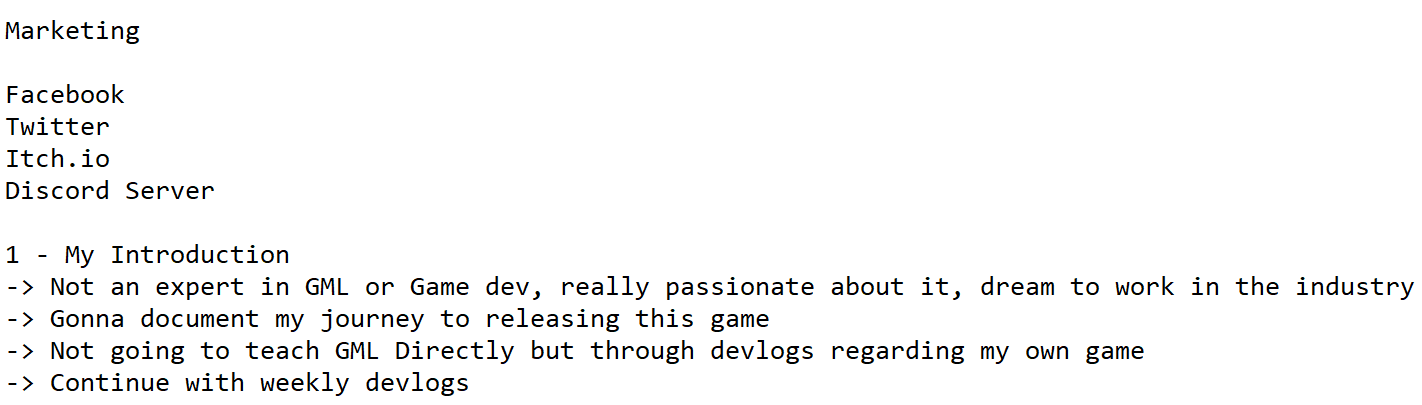 Marketing
Facebook
Twitter
Itch.io
Discord Server
1 - My Introduction
-> Not an expert in GML or Game dev, really passionate about it, dream to work in the industry
-> Gonna document my journey to releasing this game
-> Not going to teach GML Directly but through devlogs regarding my own game
-> Continue with weekly devlogs